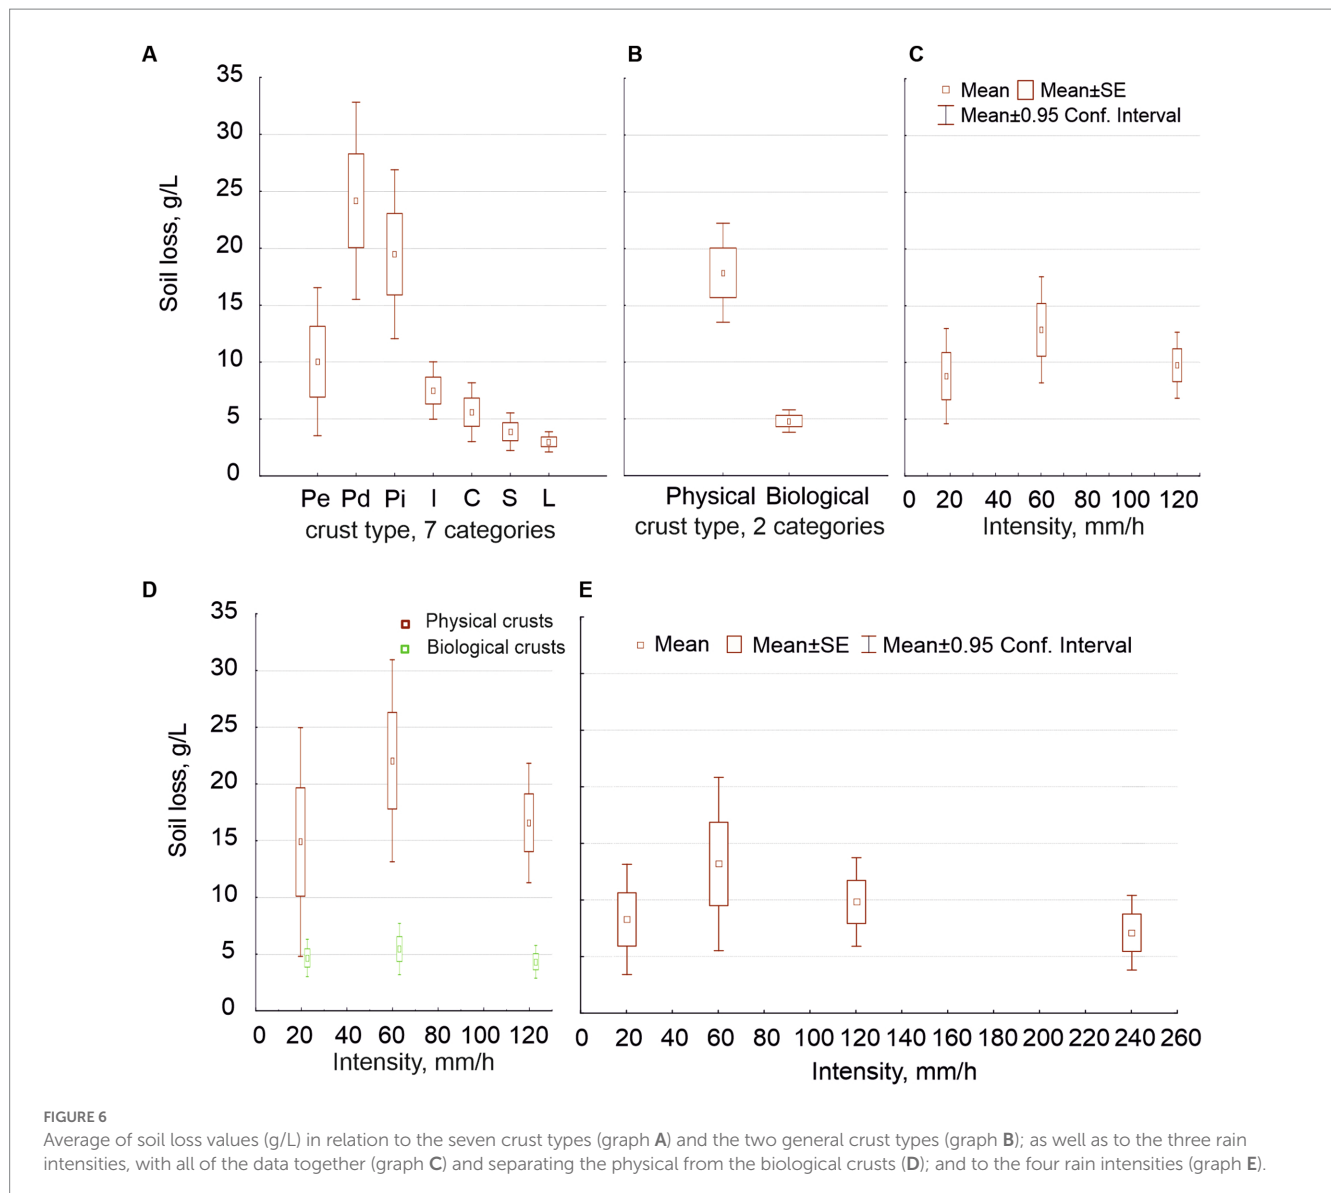 A
B
C
35
30
25
20
15
10
5
0
Soil loss, g/L
Pe Pd Pi I C S L
crust type, 7 categories
Physical Biological
crust type, 2 categories
Mean Mean±SE
Mean±0.95 Conf. Interval
0 20 40 60 80 100 120
Intensity, mm/h
D
E
35
30
25
20
15
10
5
0
Soil loss, g/L
Physical crusts
Biological crusts
0 20 40 60 80 100 120
Intensity, mm/h
Mean Mean±SE Mean±0.95 Conf. Interval
0 20 40 60 80 100 120 140 160 180 200 220 240 260
Intensity, mm/h
FIGURE 6
Average of soil loss values (g/L) in relation to the seven crust types (graph A) and the two general crust types (graph B); as well as to the three rain
intensities, with all of the data together (graph C) and separating the physical from the biological crusts (D); and to the four rain intensities (graph E).